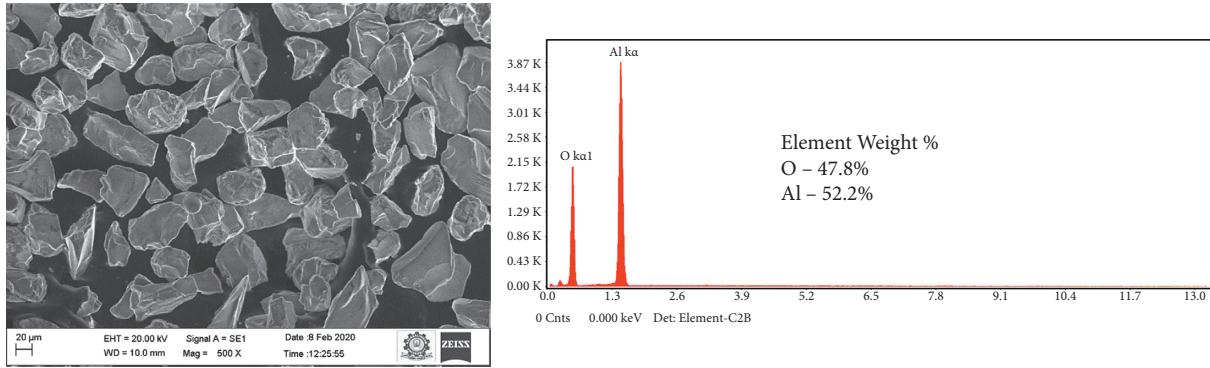 20 µm
EHT = 20.00 kV Signal A = SE1 Date :8 Feb 2020
WD = 10.0 mm Mag = 500 X Time :12:25:55
ZEISS
Al kα
3.87 K
3.44 K
3.01 K
2.58 K
2.15 K
1.72 K
1.29 K
0.86 K
0.43 K
0.00 K
O kα1
Element Weight %
O – 47.8%
Al – 52.2%
0.0 1.3 2.6 3.9 5.2 6.5 7.8 9.1 10.4 11.7 13.0
0 Cnts 0.000 keV Det: Element-C2B